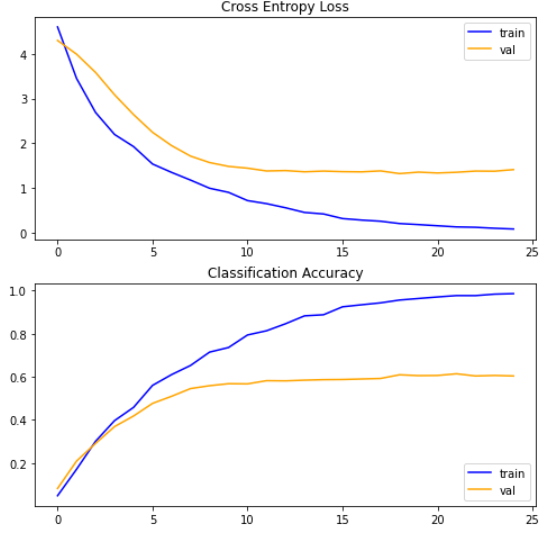 Cross Entropy Loss
train
val
4
3
2
1
0
0 5 10 15 20 25
Classification Accuracy
1.0
0.8
0.6
0.4
0.2
train
val
0 5 10 15 20 25